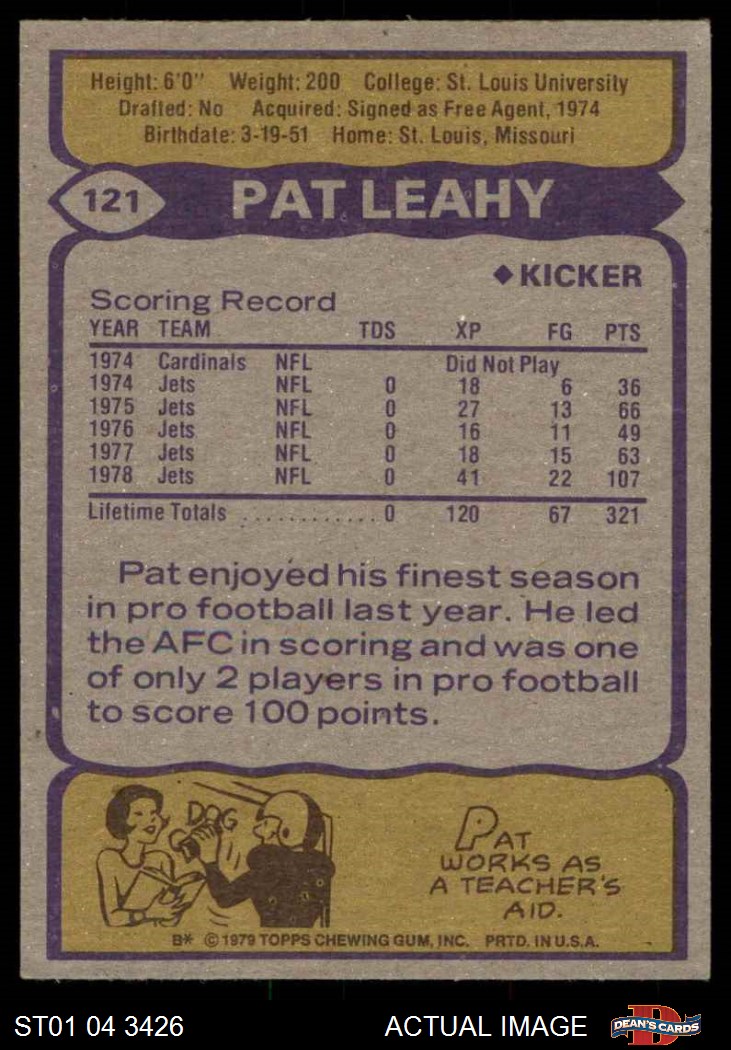 Height: 6'0" Weight: 200 College: St. Louis University
Drafted: No Acquired: Signed as Free Agent, 1974
Birthdate: 3-19-51 Home: St. Louis, Missouri
121 PAT LEAHY
◆KICKER
Scoring Record
YEAR TEAM TDS XP FG PTS
1974 Cardinals NFL Did Not Play
1974 Jets NFL 0 18 6 36
1975 Jets NFL 0 27 13 66
1976 Jets NFL 0 16 11 49
1977 Jets NFL 0 18 15 63
1978 Jets NFL 0 41 22 107
Lifetime Totals ............ 0 120 67 321
Pat enjoyed his finest season
in pro football last year. He led
the AFC in scoring and was one
of only 2 players in pro football
to score 100 points.
DOG
PAT
WORKS AS
A TEACHER'S
AID.
B* © 1979 TOPPS CHEWING GUM, INC. PRTD. IN U.S.A.
ST01 04 3426 ACTUAL IMAGE D DEAN'S CARDS